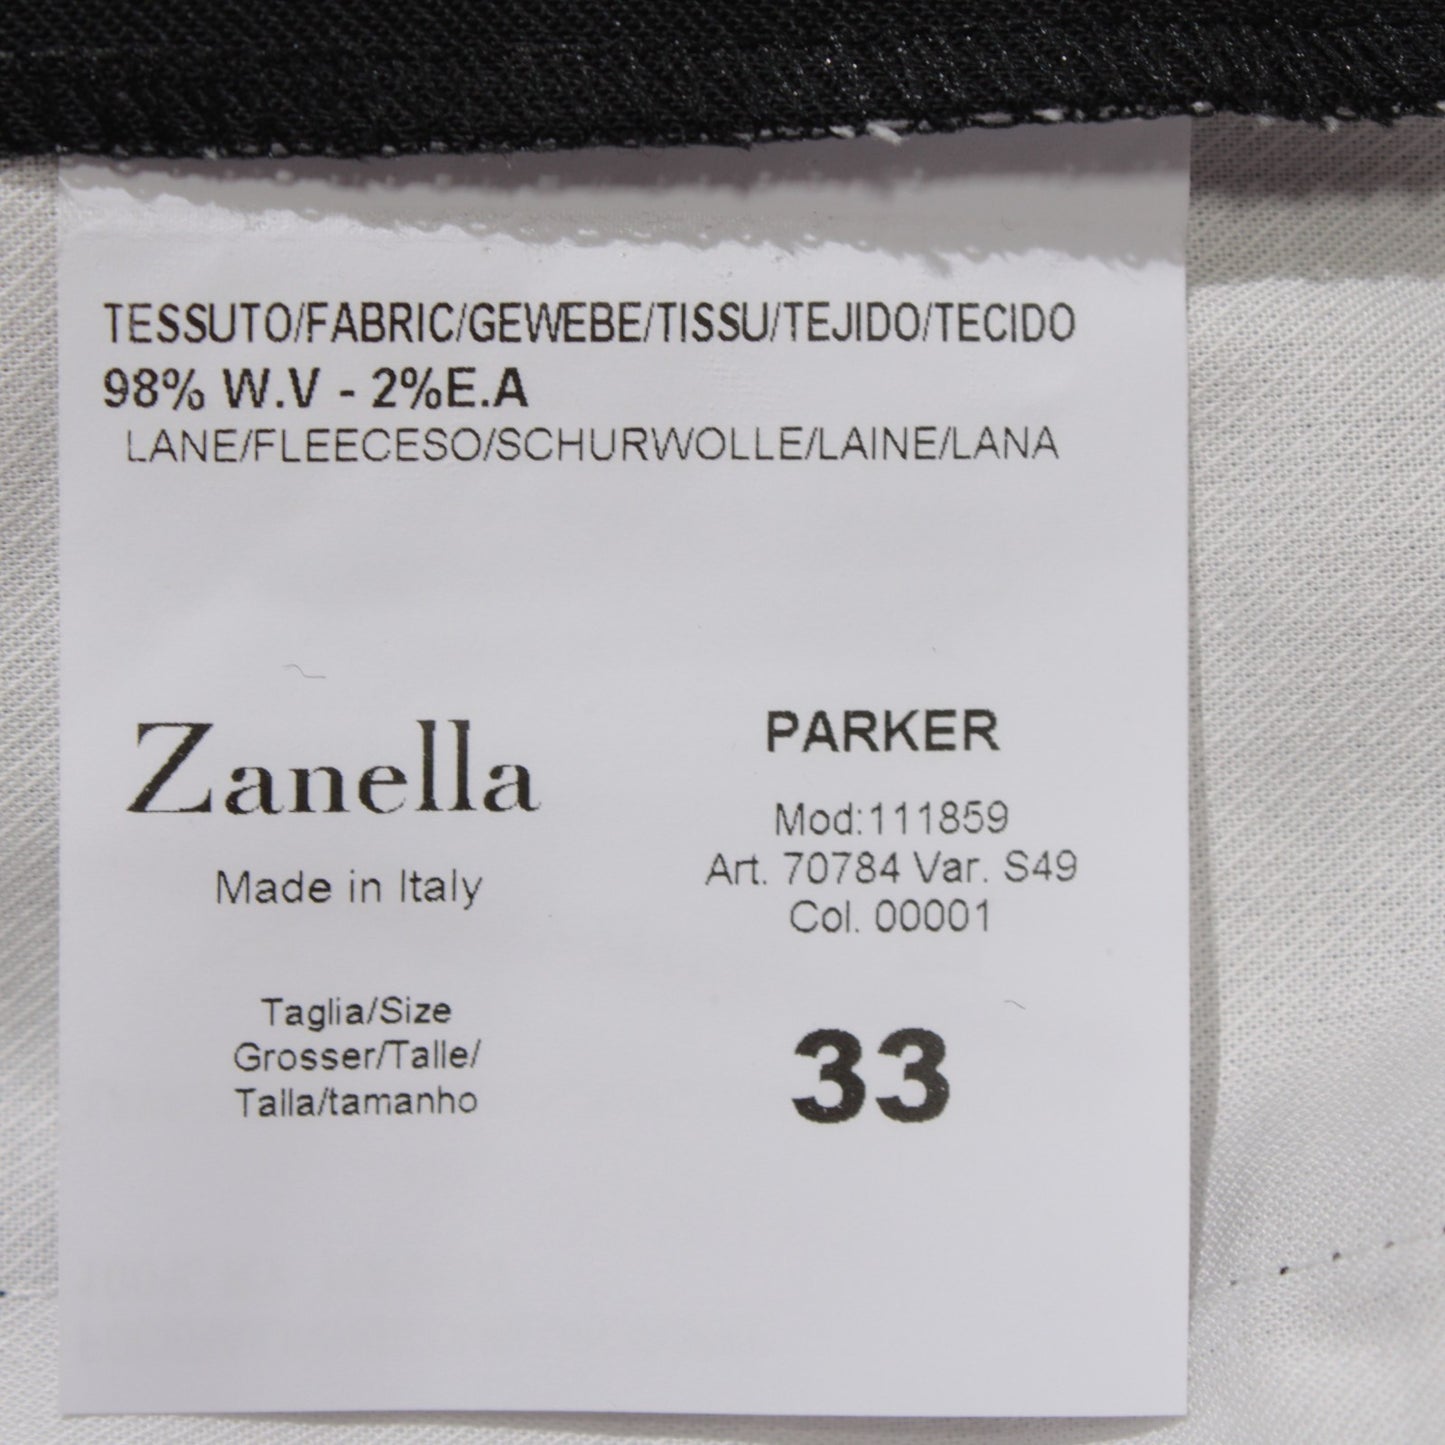 TESSUTO/FABRIC/GEWEBE/TISSU/TEJIDO/TECIDO
98% W.V - 2%E.A
LANE/FLEECESO/SCHURWOLLE/LAINE/LANA
Zanella
Made in Italy
PARKER
Mod:111859
Art. 70784 Var. S49
Col. 00001
Taglia/Size
Grosser/Talle/
Talla/tamanho
33